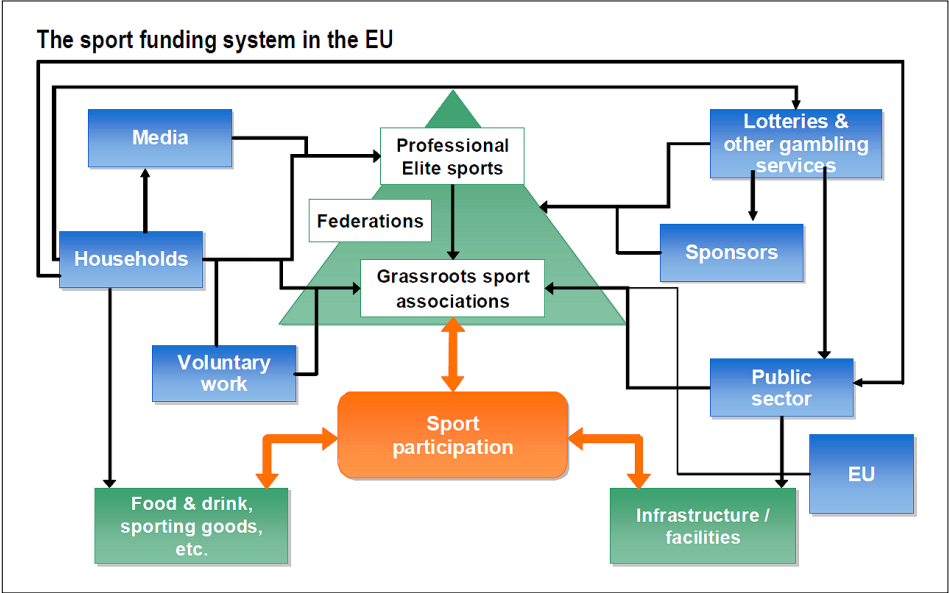 The sport funding system in the EU
Media
Professional
Elite sports
Lotteries &
other gambling
services
Federations
Households
Sponsors
Grassroots sport
associations
Voluntary
work
Public
sector
Sport
participation
EU
Food & drink,
sporting goods,
etc.
Infrastructure /
facilities